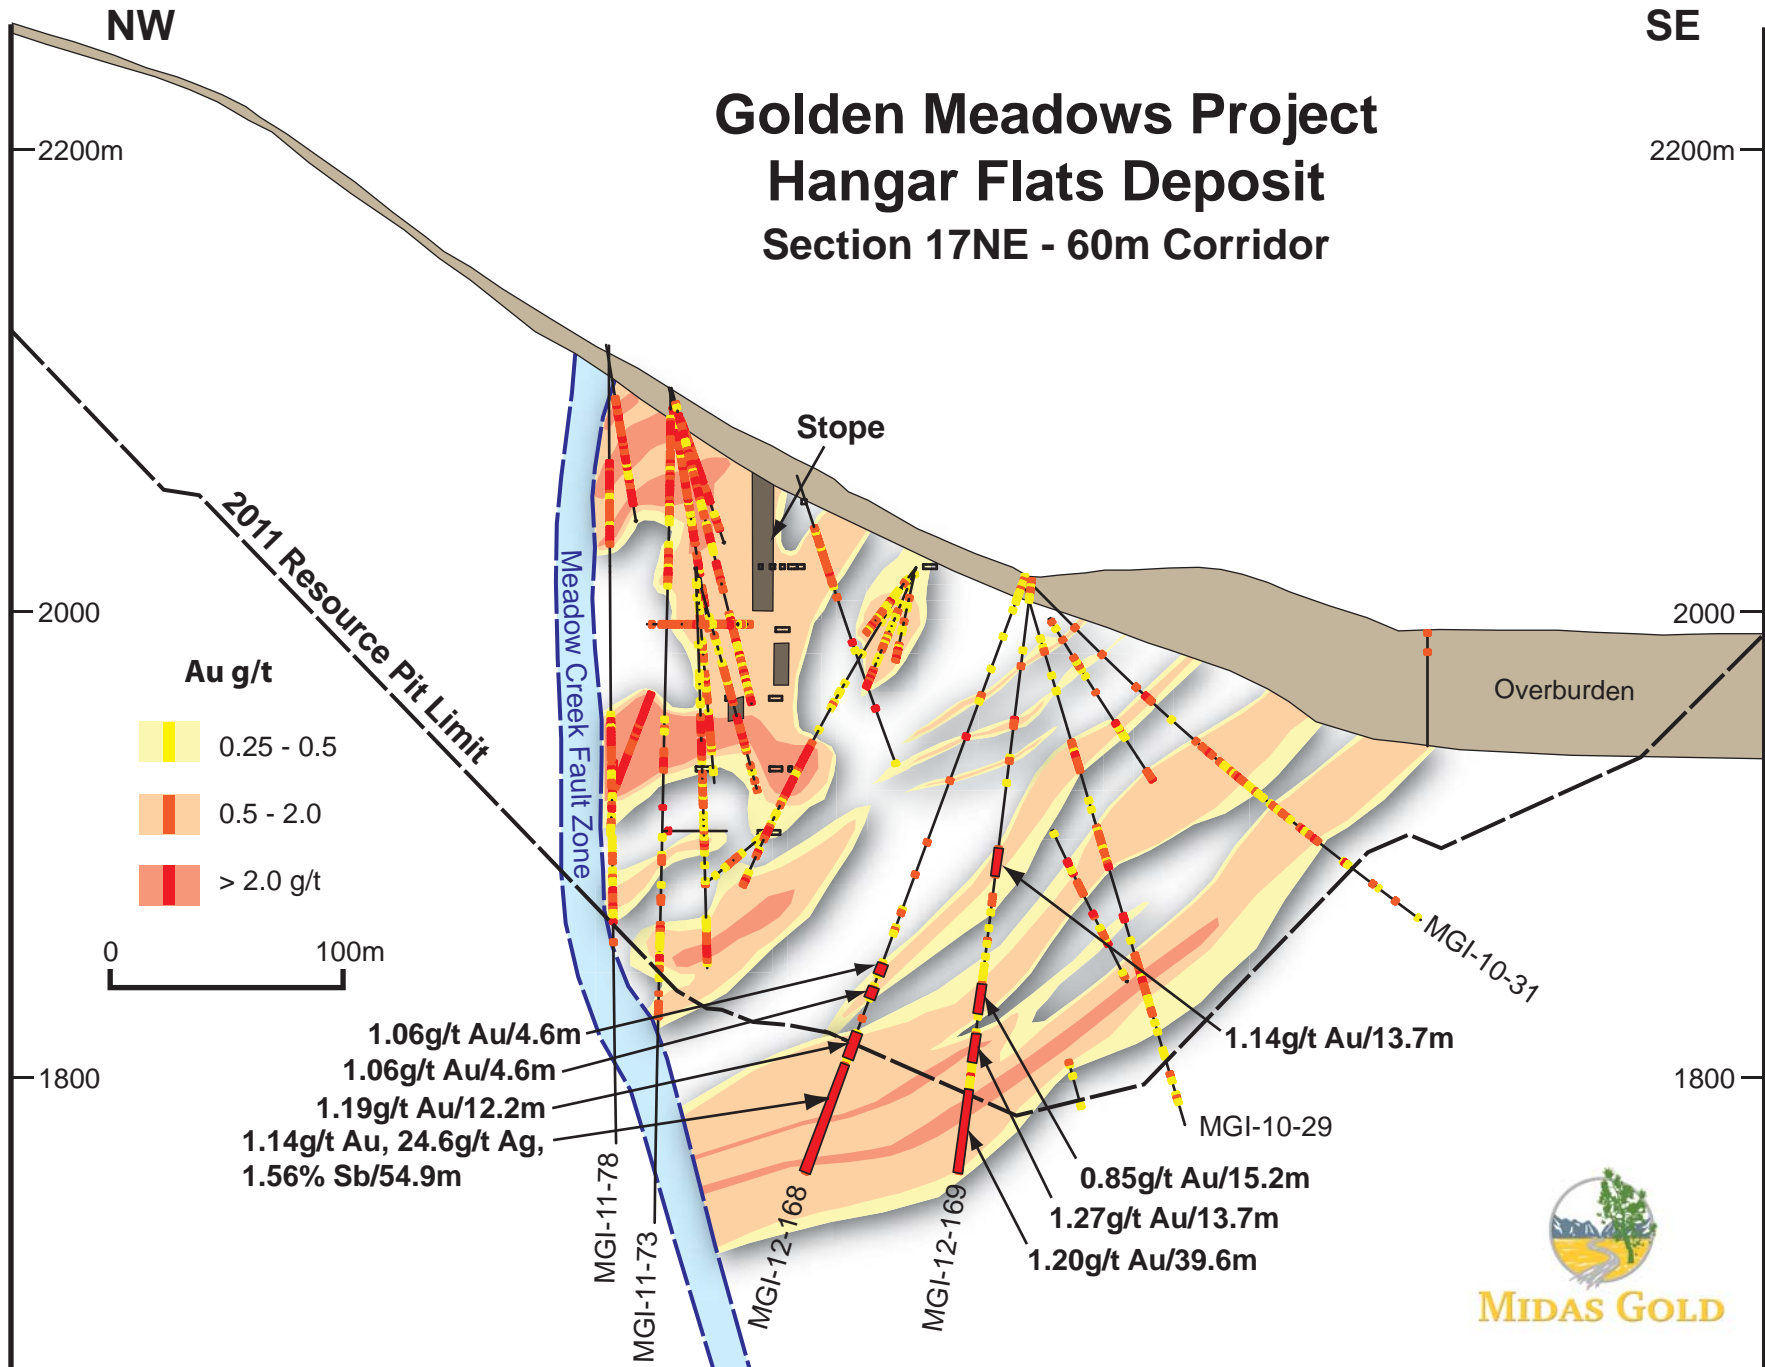 NW
SE
Golden Meadows Project
Hangar Flats Deposit
Section 17NE - 60m Corridor
2200m
2200m
Stope
2011 Resource Pit Limit
Meadow Creek Fault Zone
2000
2000
Au g/t
0.25 - 0.5
0.5 - 2.0
> 2.0 g/t
Overburden
0
100m
MGI-10-31
1.06g/t Au/4.6m
1.06g/t Au/4.6m
1.19g/t Au/12.2m
1.14g/t Au, 24.6g/t Ag,
1.56% Sb/54.9m
1.14g/t Au/13.7m
1800
1800
MGI-10-29
0.85g/t Au/15.2m
1.27g/t Au/13.7m
1.20g/t Au/39.6m
MGI-11-78
MGI-11-73
MGI-12-168
MGI-12-169
MIDAS GOLD